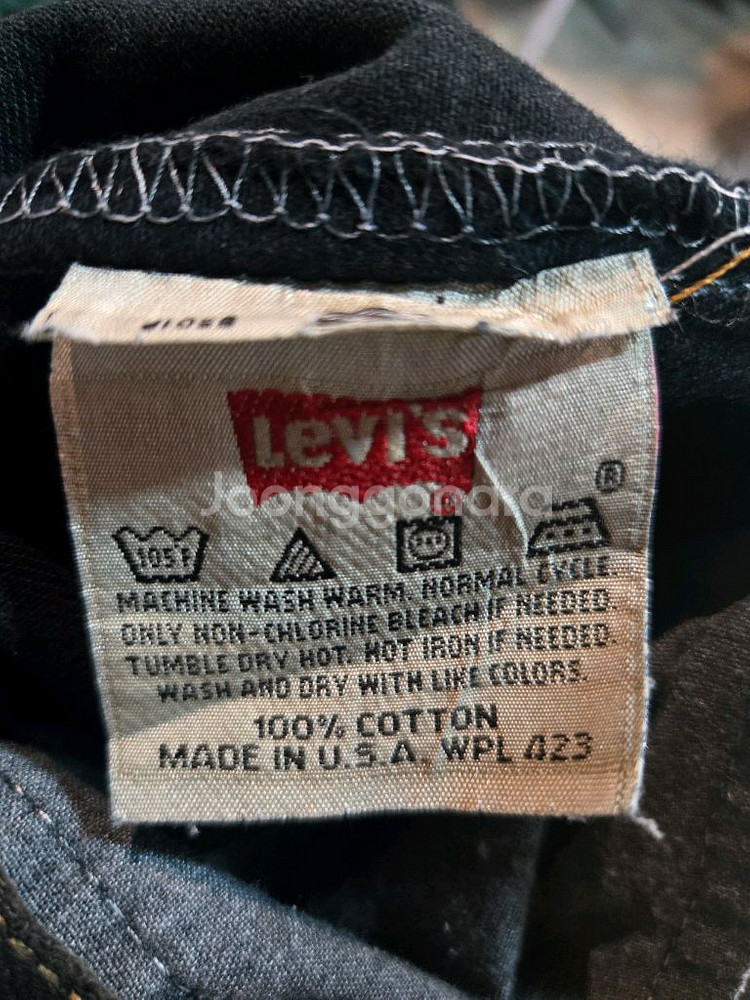 Levi's
®
Joonggonara
®
105°F
MACHINE WASH WARM. NORMAL CYCLE.
ONLY NON-CHLORINE BLEACH IF NEEDED.
TUMBLE DRY HOT. HOT IRON IF NEEDED.
WASH AND DRY WITH LIKE COLORS.
100% COTTON
MADE IN U.S.A. WPL 423